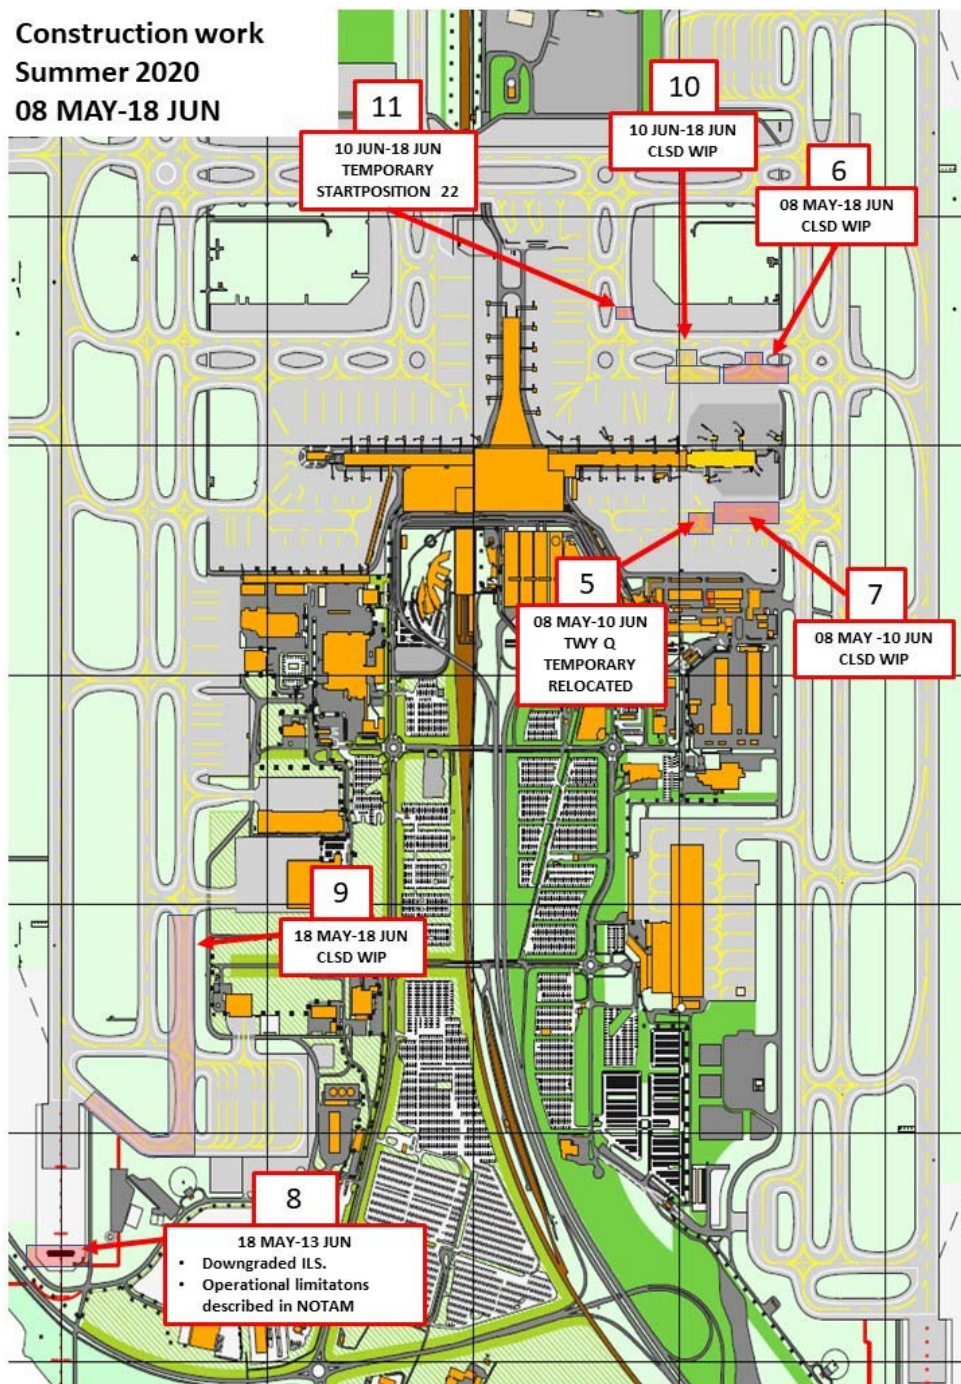 Construction work
Summer 2020
08 MAY-18 JUN
11
10 JUN-18 JUN
TEMPORARY
STARTPOSITION 22
10
10 JUN-18 JUN
CLSD WIP
6
08 MAY-18 JUN
CLSD WIP
5
08 MAY-10 JUN
TWY Q
TEMPORARY
RELOCATED
7
08 MAY -10 JUN
CLSD WIP
9
18 MAY-18 JUN
CLSD WIP
8
18 MAY-13 JUN
• Downgraded ILS.
• Operational limitatons
described in NOTAM